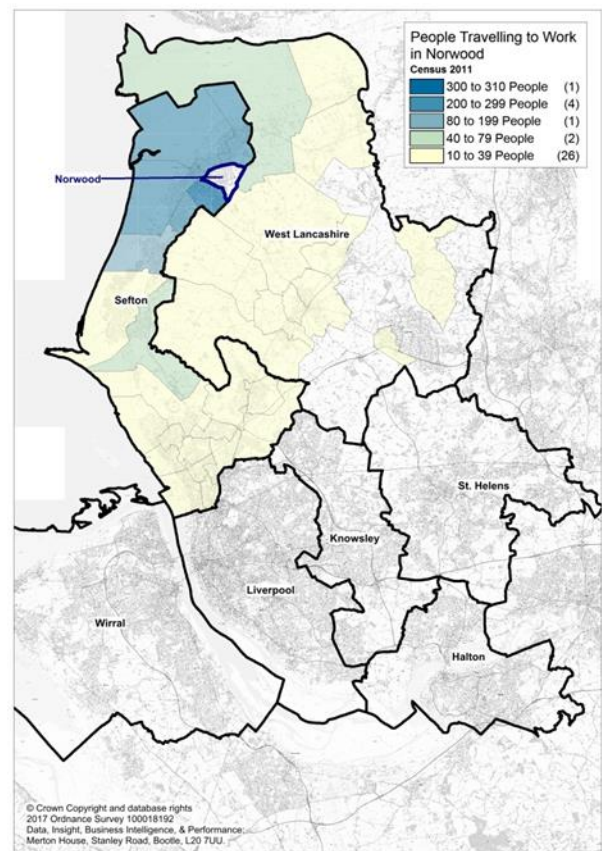 People Travelling to Work
in Norwood
Census 2011
300 to 310 People (1)
200 to 299 People (4)
80 to 199 People (1)
40 to 79 People (2)
10 to 39 People (26)
Norwood
West Lancashire
Sefton
St. Helens
Knowsley
Liverpool
Wirral
Halton
© Crown Copyright and database rights
2017 Ordnance Survey 100018192
Data, Insight, Business Intelligence, & Performance;
Merton House, Stanley Road, Bootle, L20 7UU.